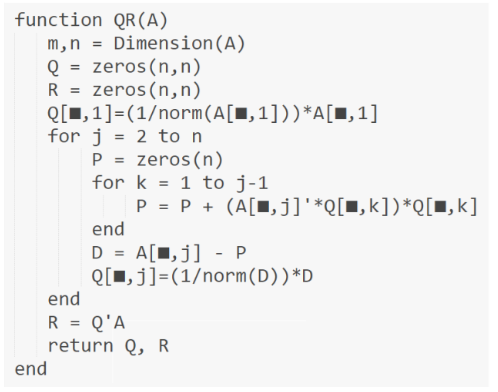 function QR(A)
m,n = Dimension(A)
Q = zeros(n,n)
R = zeros(n,n)
Q[■,1]=(1/norm(A[■,1]))*A[■,1]
for j = 2 to n
P = zeros(n)
for k = 1 to j-1
P = P + (A[■,j]'*Q[■,k])*Q[■,k]
end
D = A[■,j] - P
Q[■,j]=(1/norm(D))*D
end
R = Q'A
return Q, R
end